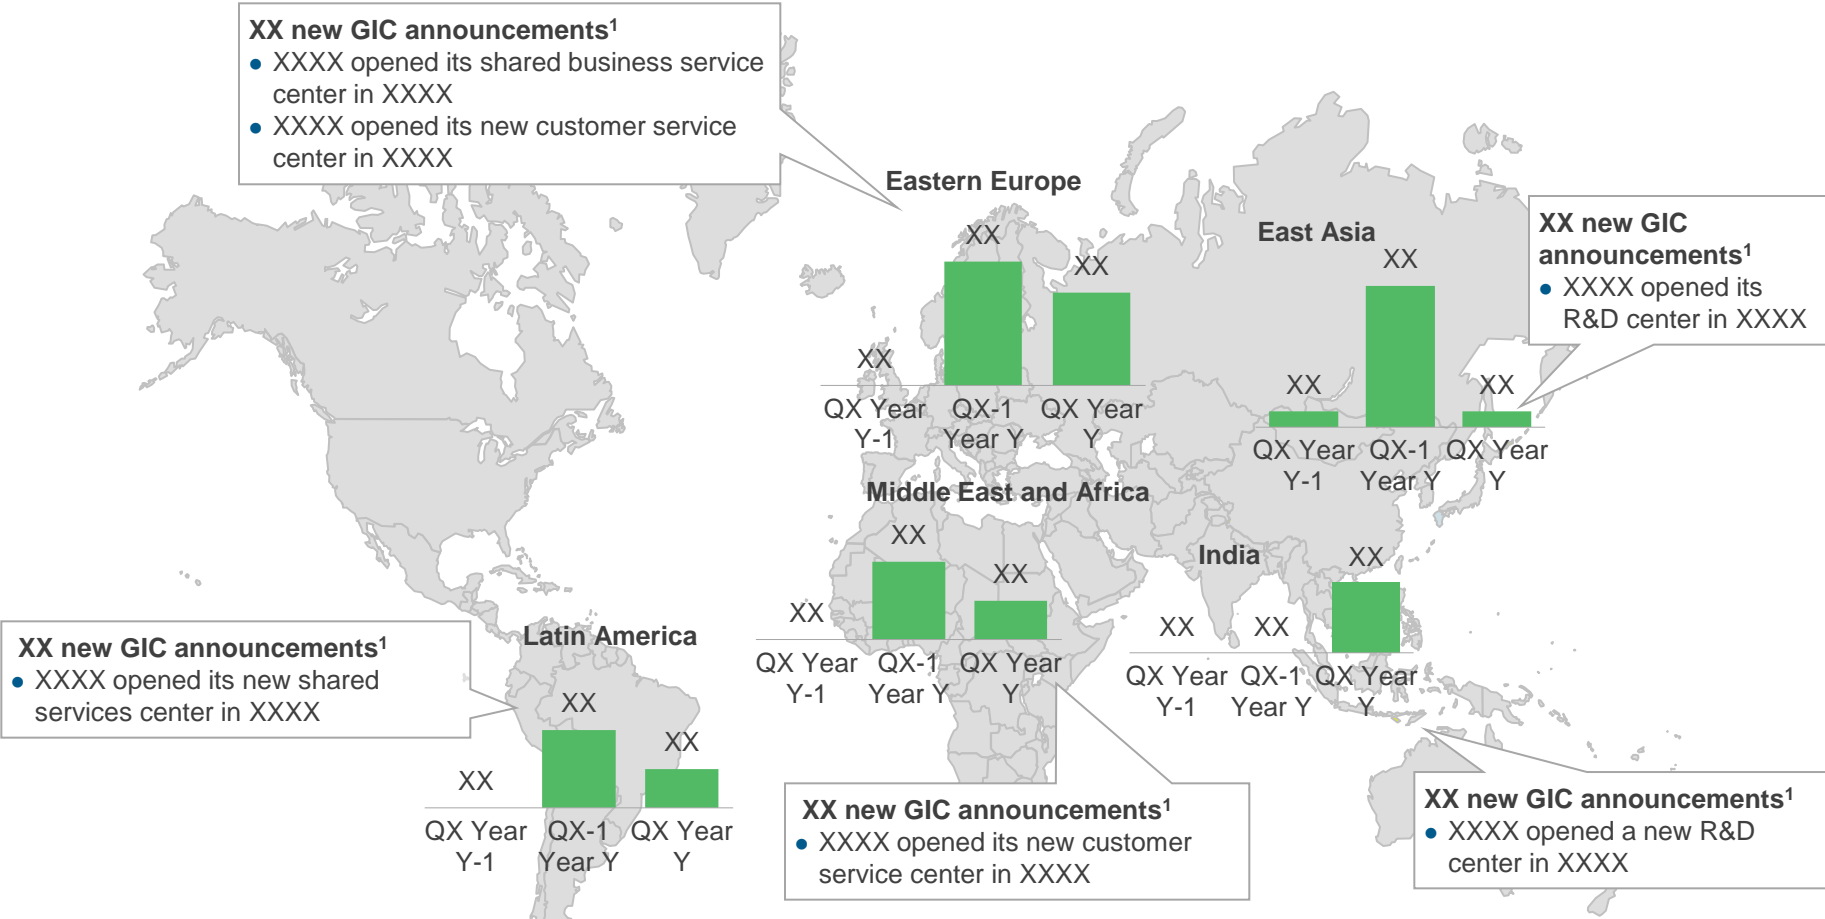 XX new GIC announcements¹
● XXXX opened its shared business service
center in XXXX
● XXXX opened its new customer service
center in XXXX
Eastern Europe
XX
XX
XX
QX Year QX-1 QX Year
Y-1 Year Y Y
East Asia
XX
XX
XX
QX Year QX-1 QX Year
Y-1 Year Y Y
XX new GIC
announcements¹
● XXXX opened its
R&D center in XXXX
Middle East and Africa
XX
XX
XX
QX Year QX-1 QX Year
Y-1 Year Y Y
India
XX
XX XX
QX Year QX-1 QX Year
Y-1 Year Y Y
XX new GIC announcements¹
● XXXX opened its new shared
services center in XXXX
Latin America
XX
XX
XX
QX Year QX-1 QX Year
Y-1 Year Y Y
XX new GIC announcements¹
● XXXX opened its new customer
service center in XXXX
XX new GIC announcements¹
● XXXX opened a new R&D
center in XXXX